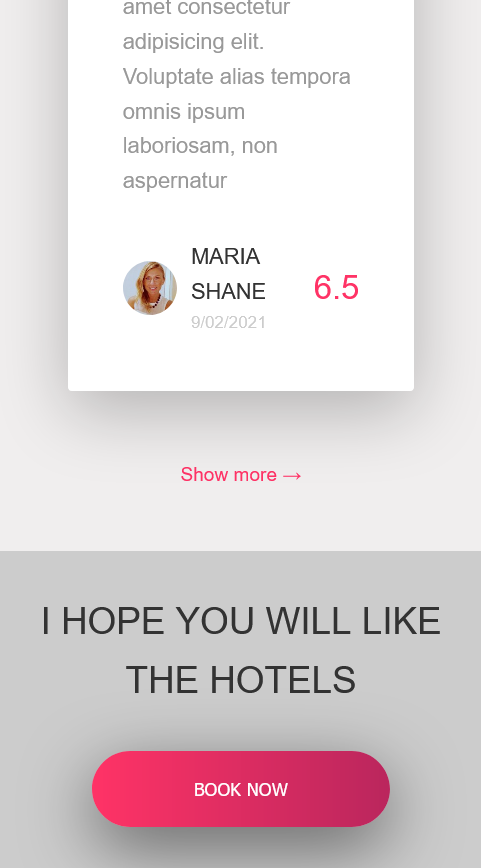 amet consectetur
adipisicing elit.
Voluptate alias tempora
omnis ipsum
laboriosam, non
aspernatur
MARIA
SHANE
6.5
9/02/2021
Show more →
I HOPE YOU WILL LIKE
THE HOTELS
BOOK NOW